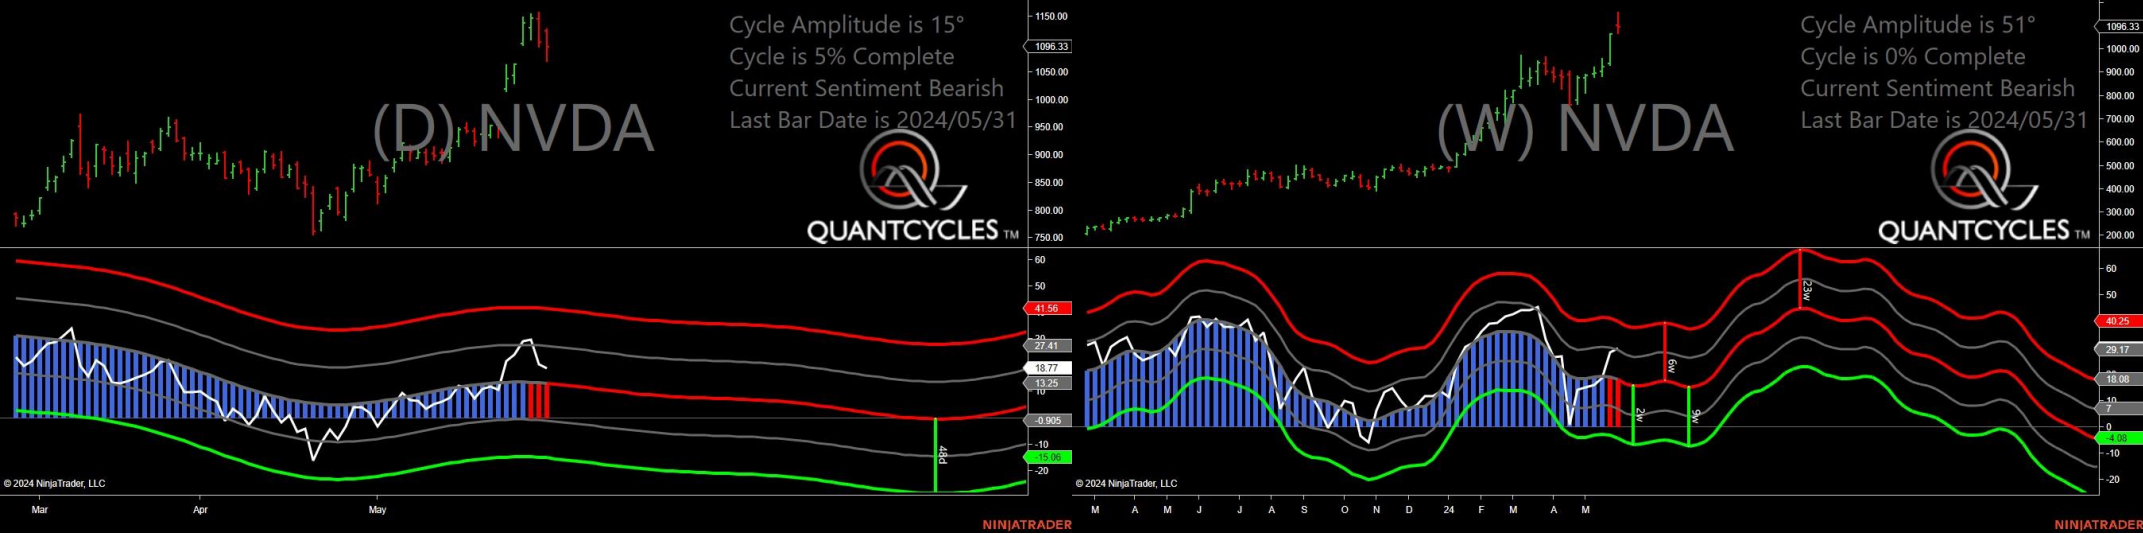 Cycle Amplitude is 15°
Cycle is 5% Complete
Current Sentiment Bearish
Last Bar Date is 2024/05/31
(D) NVDA
QUANTCYCLES TM
1150.00
1096.33
1050.00
1000.00
950.00
900.00
850.00
800.00
750.00
60
50
41.56
27.41
18.77
13.25
10
-0.905
-10
-15.06
-20
48d
© 2024 NinjaTrader, LLC
Mar
Apr
May
NINJATRADER
Cycle Amplitude is 51°
Cycle is 0% Complete
Current Sentiment Bearish
Last Bar Date is 2024/05/31
(W) NVDA
QUANTCYCLES TM
1096.33
1000.00
900.00
800.00
700.00
600.00
500.00
400.00
300.00
200.00
60
50
40.25
29.17
18.08
10
7
0
-4.08
-10
-20
23w
6w
2w
9w
© 2024 NinjaTrader, LLC
M A M J J A S O N D 24 F M A M
NINJATRADER